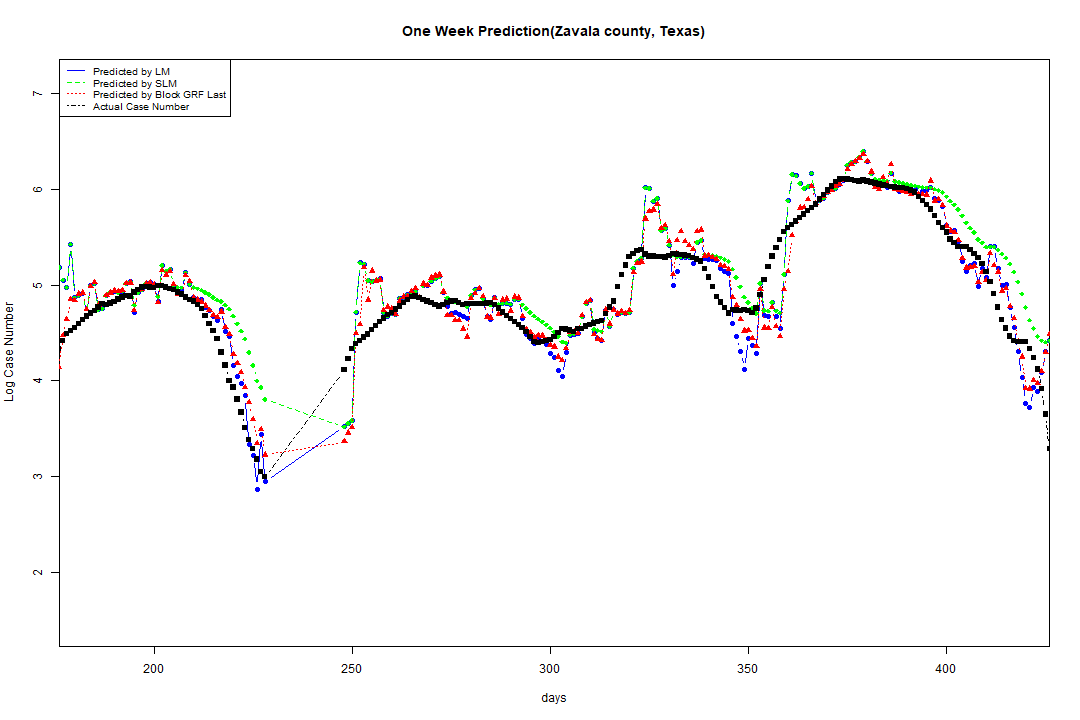 One Week Prediction(Zavala county, Texas)
Predicted by LM
Predicted by SLM
Predicted by Block GRF Last
Actual Case Number
7
6
5
4
3
2
Log Case Number
200 250 300 350 400
days